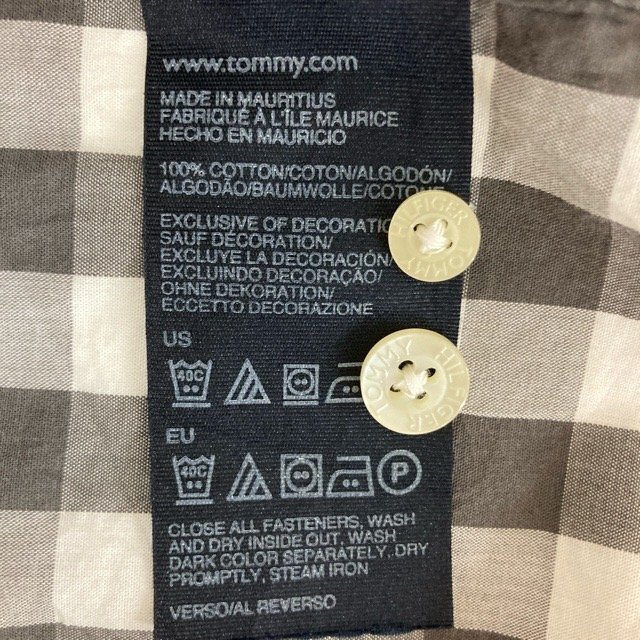 www.tommy.com
MADE IN MAURITIUS
FABRIQUÉ À L'ÎLE MAURICE
HECHO EN MAURICIO
100% COTTON/COTON/ALGODÓN/
ALGODÃO/BAUMWOLLE/COTONE
EXCLUSIVE OF DECORATIO
SAUF DÉCORATION/
EXCLUYE LA DECORACIÓN/
EXCLUINDO DECORAÇÃO/
OHNE DEKORATION/
ECCETTO DECORAZIONE
TOMMY HILFIGER
US
40C
TOMMY HILFIGER
EU
40C
P
CLOSE ALL FASTENERS, WASH
AND DRY INSIDE OUT, WASH
DARK COLOR SEPARATELY, DRY
PROMPTLY, STEAM IRON
VERSO/AL REVERSO